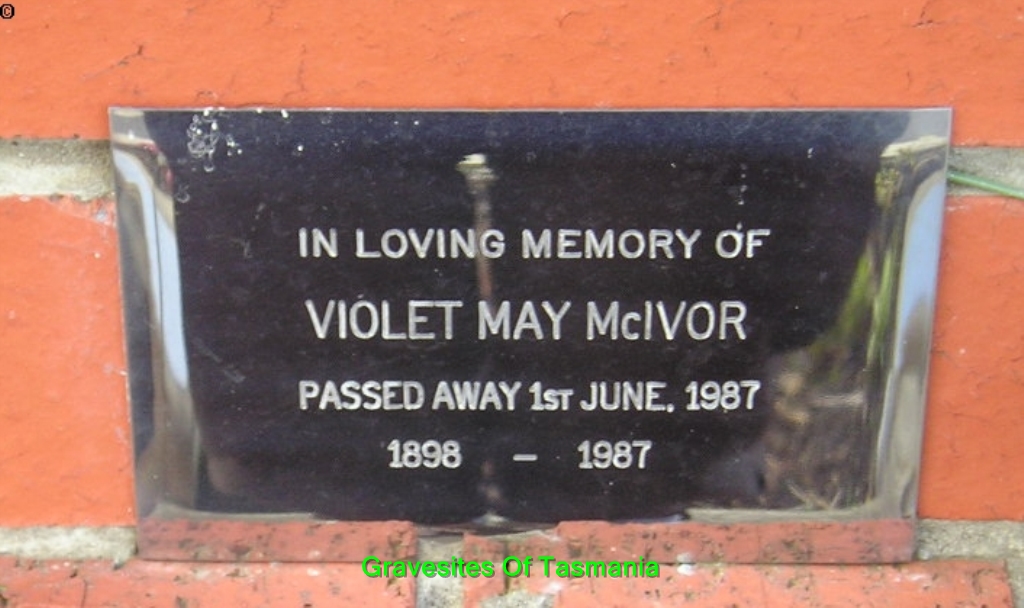 ©
IN LOVING MEMORY OF
VIOLET MAY McIVOR
PASSED AWAY 1ST JUNE, 1987
1898 – 1987
Gravesites Of Tasmania